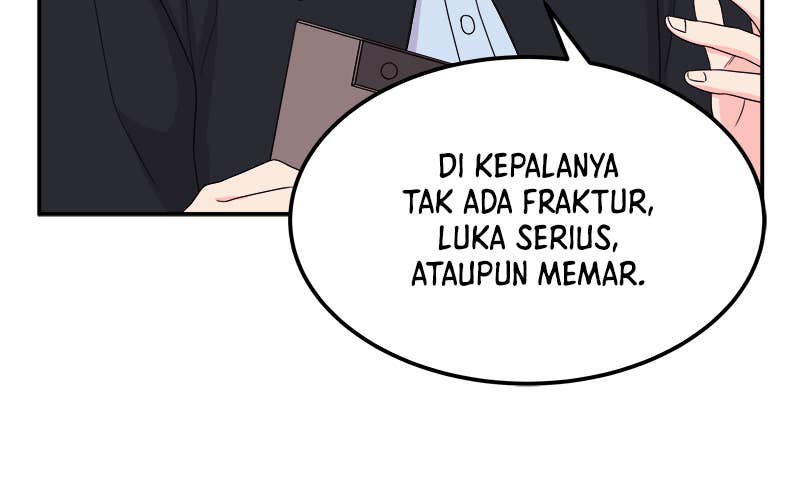 DI KEPALANYA
TAK ADA FRAKTUR,
LUKA SERIUS,
ATAUPUN MEMAR.